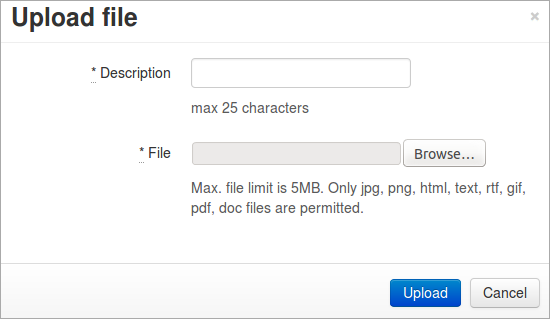 Upload file ×
* Description
max 25 characters
* File Browse...
Max. file limit is 5MB. Only jpg, png, html, text, rtf, gif,
pdf, doc files are permitted.
Upload Cancel